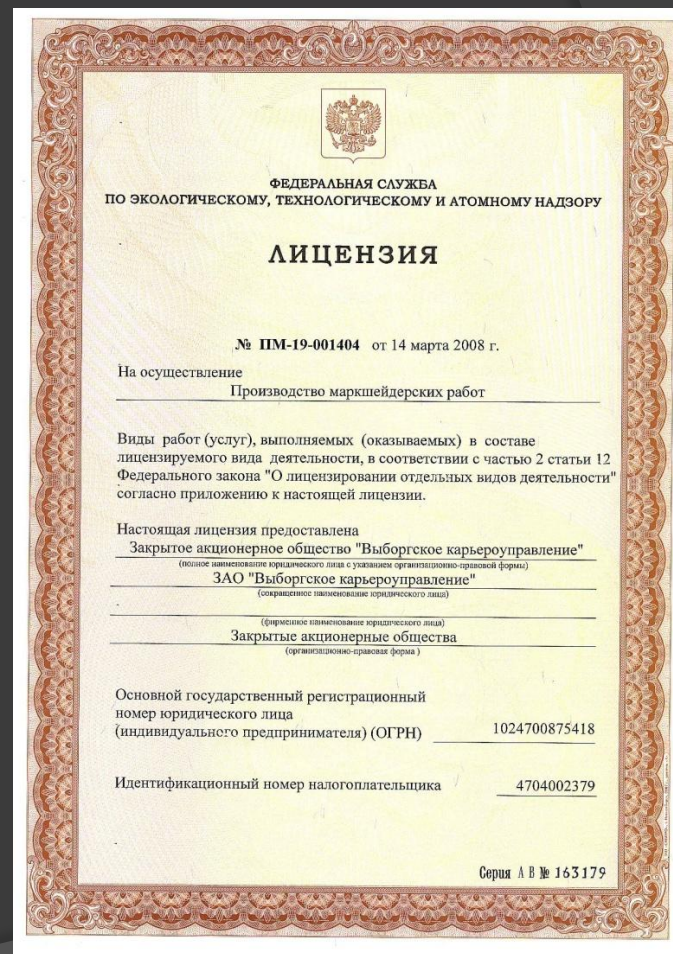 ФЕДЕРАЛЬНАЯ СЛУЖБА
ПО ЭКОЛОГИЧЕСКОМУ, ТЕХНОЛОГИЧЕСКОМУ И АТОМНОМУ НАДЗОРУ
ЛИЦЕНЗИЯ
№ ПМ-19-001404 от 14 марта 2008 г.
На осуществление
Производство маркшейдерских работ
Виды работ (услуг), выполняемых (оказываемых) в составе
лицензируемого вида деятельности, в соответствии с частью 2 статьи 12
Федерального закона "О лицензировании отдельных видов деятельности"
согласно приложению к настоящей лицензии.
Настоящая лицензия предоставлена
Закрытое акционерное общество "Выборгское карьероуправление"
(полное наименование юридического лица с указанием организационно-правовой формы)
ЗАО "Выборгское карьероуправление"
(сокращенное наименование юридического лица)
(фирменное наименование юридического лица)
Закрытые акционерные общества
(организационно-правовая форма )
Основной государственный регистрационный
номер юридического лица
(индивидуального предпринимателя) (ОГРН) 1024700875418
Идентификационный номер налогоплательщика 4704002379
Серия А В № 163179